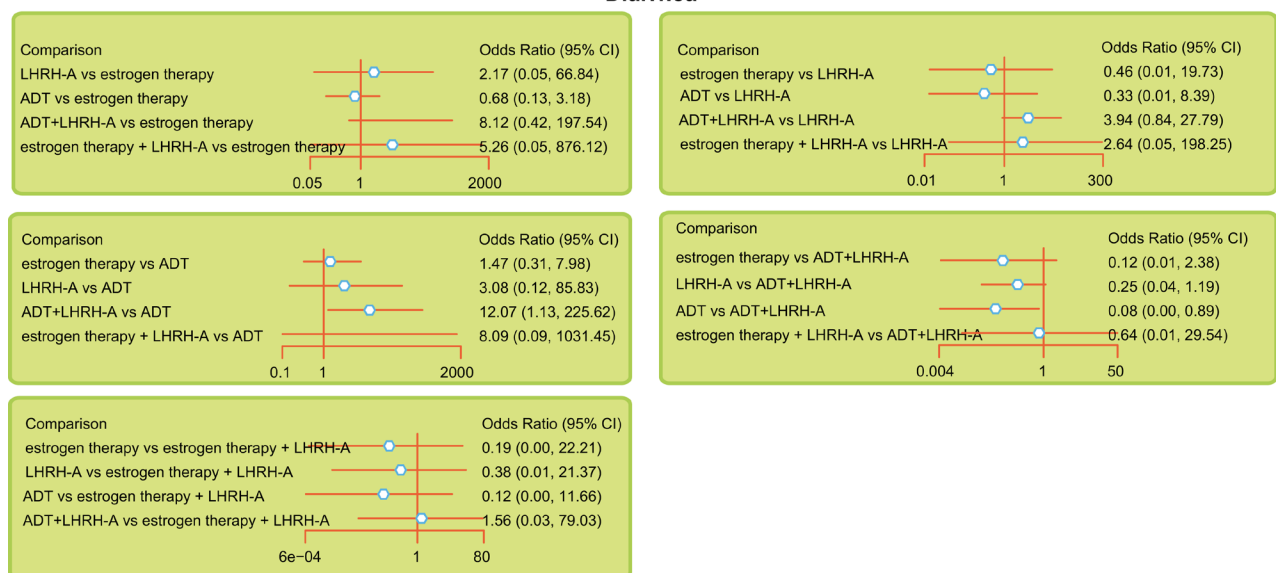 Comparison Odds Ratio (95% CI)
LHRH-A vs estrogen therapy 2.17 (0.05, 66.84)
ADT vs estrogen therapy 0.68 (0.13, 3.18)
ADT+LHRH-A vs estrogen therapy 8.12 (0.42, 197.54)
estrogen therapy + LHRH-A vs estrogen therapy 5.26 (0.05, 876.12)
0.05 1 2000
Comparison Odds Ratio (95% CI)
estrogen therapy vs LHRH-A 0.46 (0.01, 19.73)
ADT vs LHRH-A 0.33 (0.01, 8.39)
ADT+LHRH-A vs LHRH-A 3.94 (0.84, 27.79)
estrogen therapy + LHRH-A vs LHRH-A 2.64 (0.05, 198.25)
0.01 1 300
Comparison Odds Ratio (95% CI)
estrogen therapy vs ADT 1.47 (0.31, 7.98)
LHRH-A vs ADT 3.08 (0.12, 85.83)
ADT+LHRH-A vs ADT 12.07 (1.13, 225.62)
estrogen therapy + LHRH-A vs ADT 8.09 (0.09, 1031.45)
0.1 1 2000
Comparison Odds Ratio (95% CI)
estrogen therapy vs ADT+LHRH-A 0.12 (0.01, 2.38)
LHRH-A vs ADT+LHRH-A 0.25 (0.04, 1.19)
ADT vs ADT+LHRH-A 0.08 (0.00, 0.89)
estrogen therapy + LHRH-A vs ADT+LHRH-A 0.64 (0.01, 29.54)
0.004 1 50
Comparison Odds Ratio (95% CI)
estrogen therapy vs estrogen therapy + LHRH-A 0.19 (0.00, 22.21)
LHRH-A vs estrogen therapy + LHRH-A 0.38 (0.01, 21.37)
ADT vs estrogen therapy + LHRH-A 0.12 (0.00, 11.66)
ADT+LHRH-A vs estrogen therapy + LHRH-A 1.56 (0.03, 79.03)
6e−04 1 80